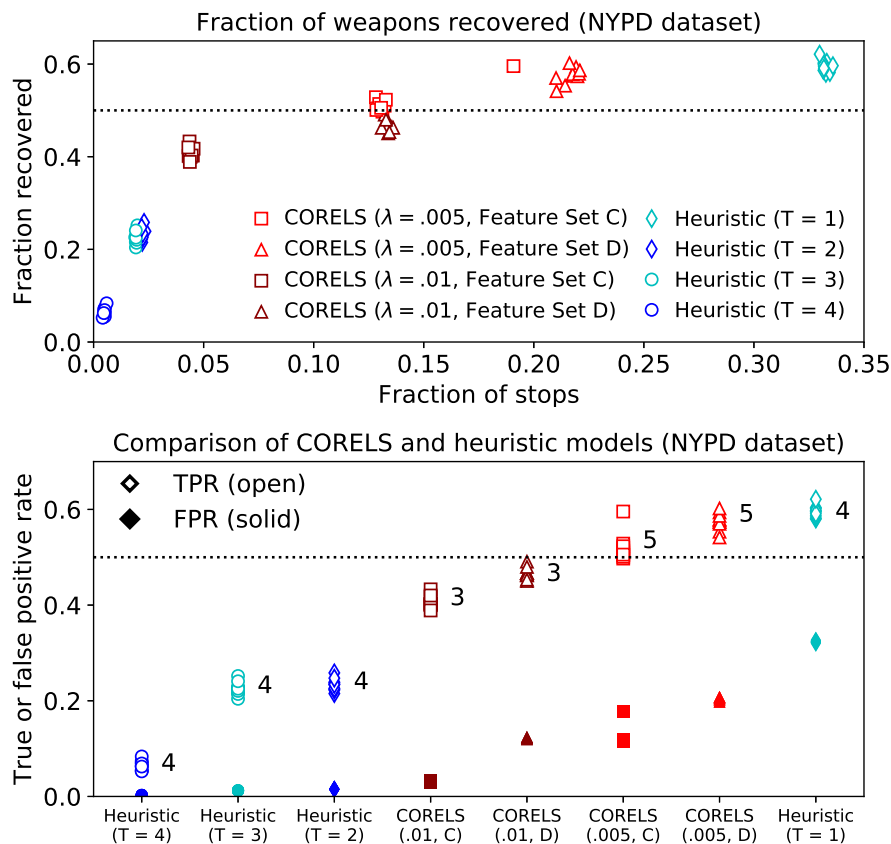 Fraction of weapons recovered (NYPD dataset)
Fraction recovered
0.6
0.4
0.2
0.0
CORELS (λ = .005, Feature Set C)
CORELS (λ = .005, Feature Set D)
CORELS (λ = .01, Feature Set C)
CORELS (λ = .01, Feature Set D)
Heuristic (T = 1)
Heuristic (T = 2)
Heuristic (T = 3)
Heuristic (T = 4)
0.00 0.05 0.10 0.15 0.20 0.25 0.30 0.35
Fraction of stops
Comparison of CORELS and heuristic models (NYPD dataset)
True or false positive rate
0.6
0.4
0.2
0.0
TPR (open)
FPR (solid)
4
4
4
3
3
5
5
4
Heuristic
(T = 4)
Heuristic
(T = 3)
Heuristic
(T = 2)
CORELS
(.01, C)
CORELS
(.01, D)
CORELS
(.005, C)
CORELS
(.005, D)
Heuristic
(T = 1)